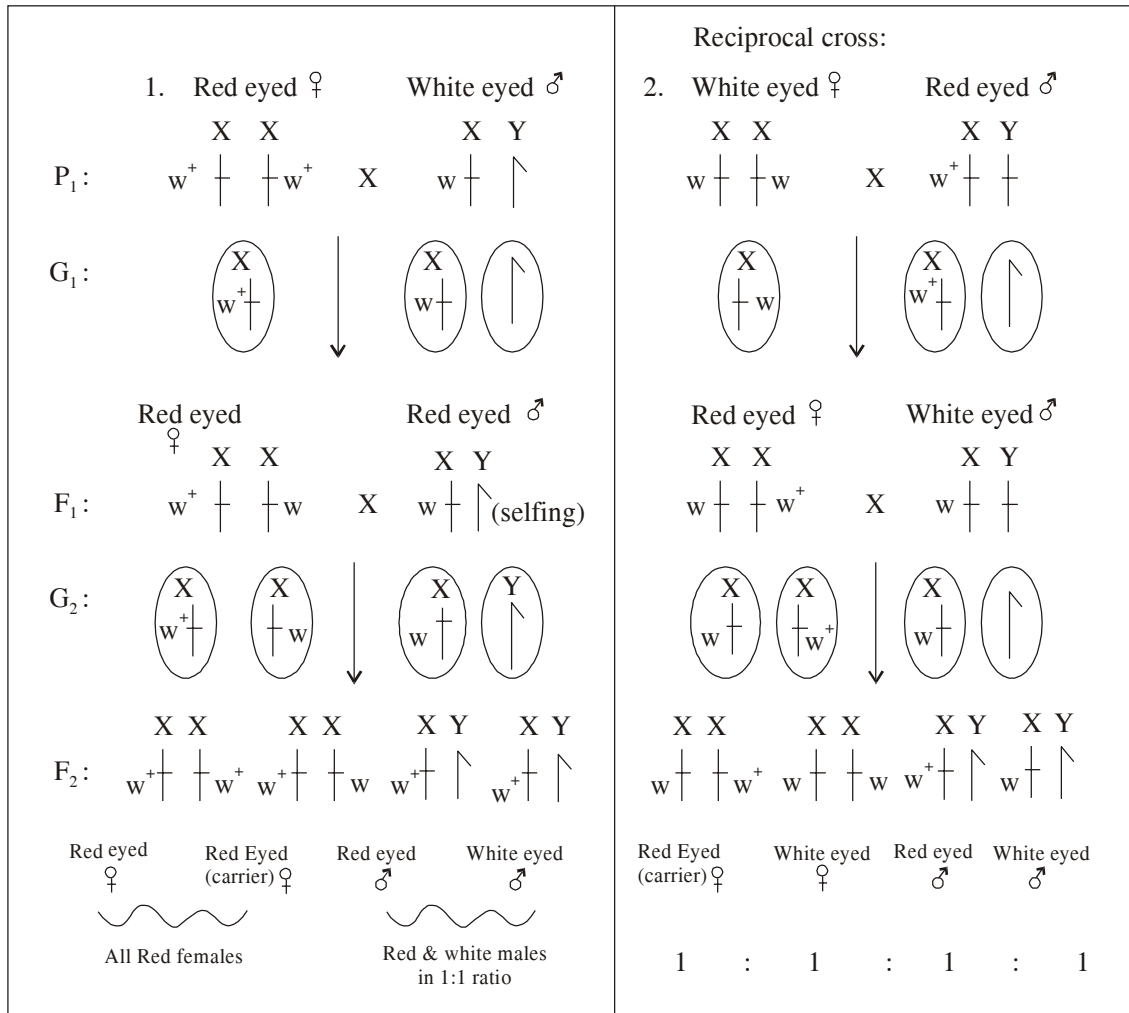 Reciprocal cross:
1. Red eyed ♀ White eyed ♂
X X X Y
P₁: w⁺ w⁺ X w
G₁: X X
w⁺ w
Red eyed ♀ Red eyed ♂
X X X Y
F₁: w⁺ w X w (selfing)
G₂: X X X Y
w⁺ w w
F₂: X X X X X Y X Y
w⁺ w⁺ w⁺ w w⁺ w⁺
Red eyed ♀ Red Eyed (carrier) ♀ Red eyed ♂ White eyed ♂
All Red females Red & white males
in 1:1 ratio
2. White eyed ♀ Red eyed ♂
X X X Y
w w X w⁺
X X
w w⁺
Red eyed ♀ White eyed ♂
X X X Y
w w⁺ X w
X X X
w w⁺ w
X X X X X Y X Y
w w⁺ w w w⁺ w
Red Eyed (carrier) ♀ White eyed ♀ Red eyed ♂ White eyed ♂
1 : 1 : 1 : 1